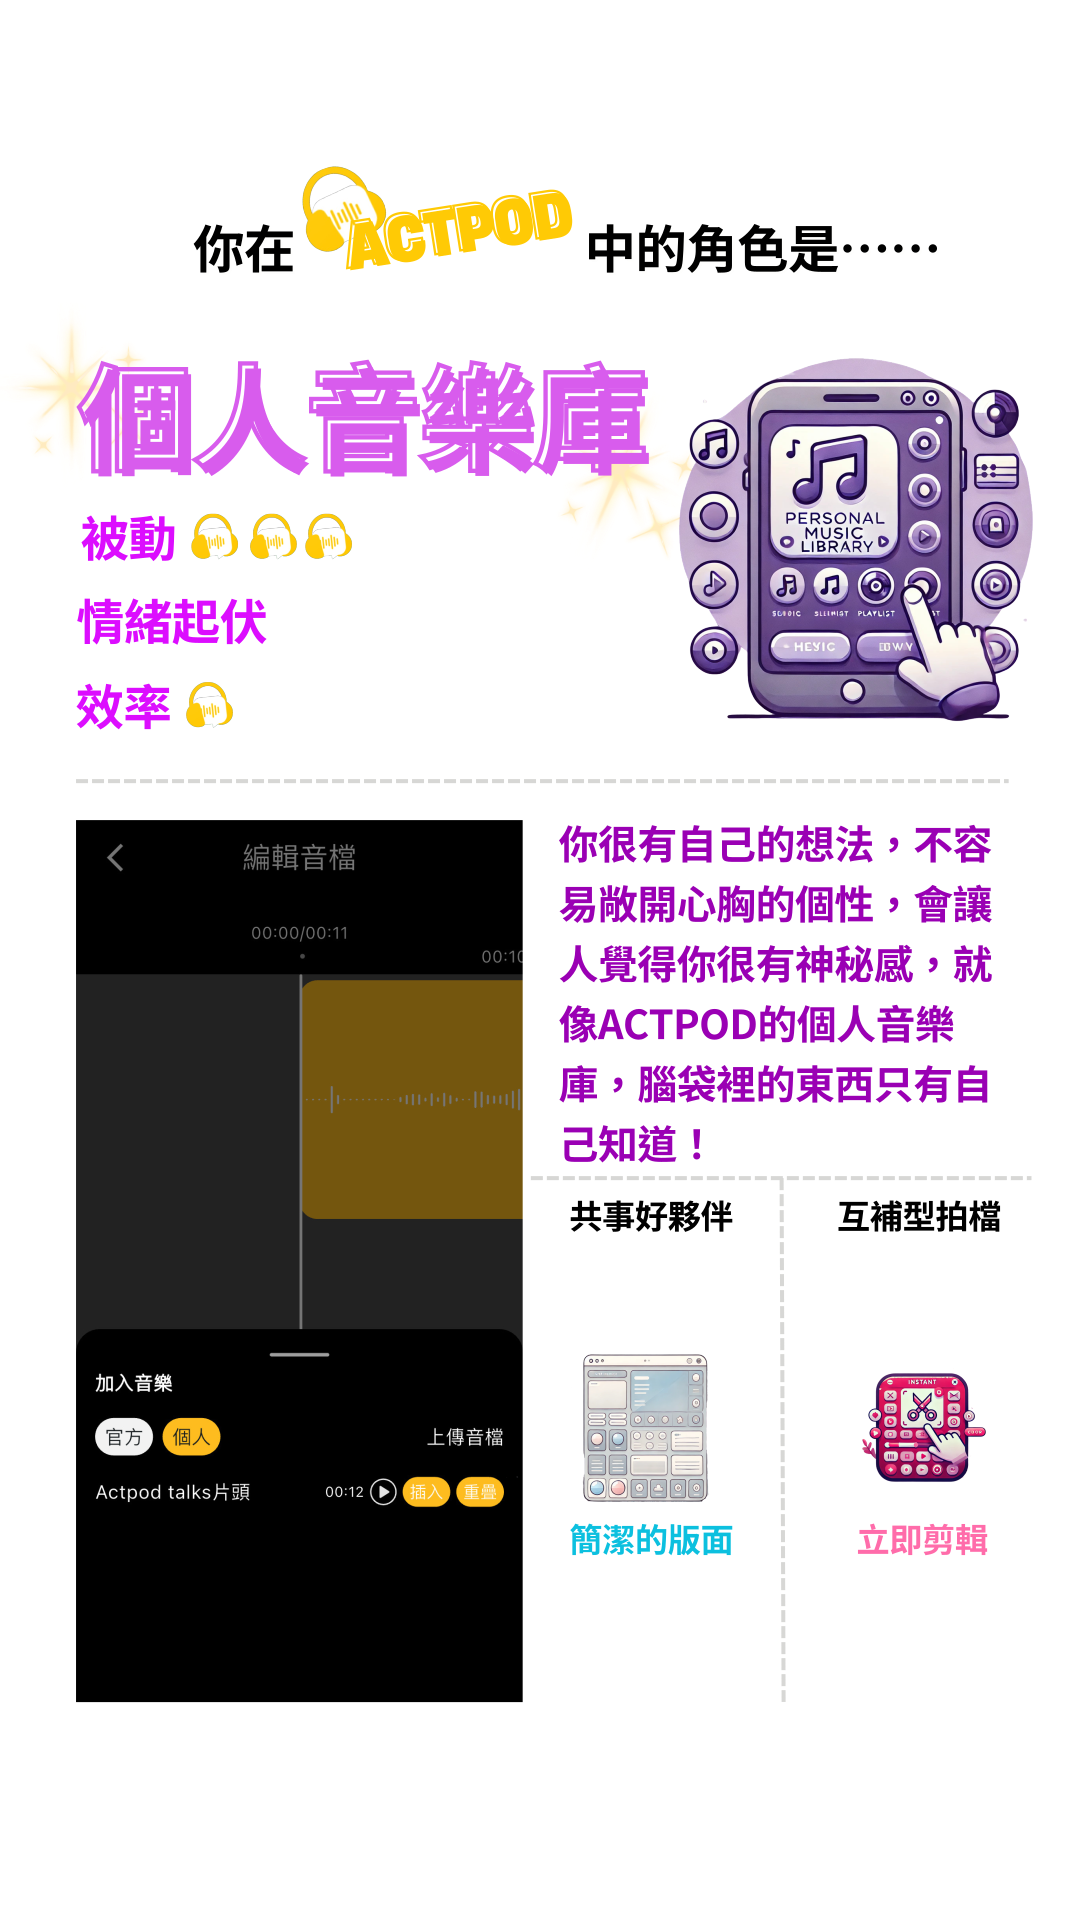 你在 ACTPOD 中的角色是……
個人音樂庫
被動
情緒起伏
效率
PERSONAL
MUSIC
LIBRARY
PLAYLIST
編輯音檔
00:00/00:11
00:10
加入音樂
官方 個人 上傳音檔
Actpod talks片頭 00:12 插入 重疊
你很有自己的想法，不容
易敞開心胸的個性，會讓
人覺得你很有神秘感，就
像ACTPOD的個人音樂
庫，腦袋裡的東西只有自
己知道！
共事好夥伴
簡潔的版面
互補型拍檔
INSTANT
立即剪輯